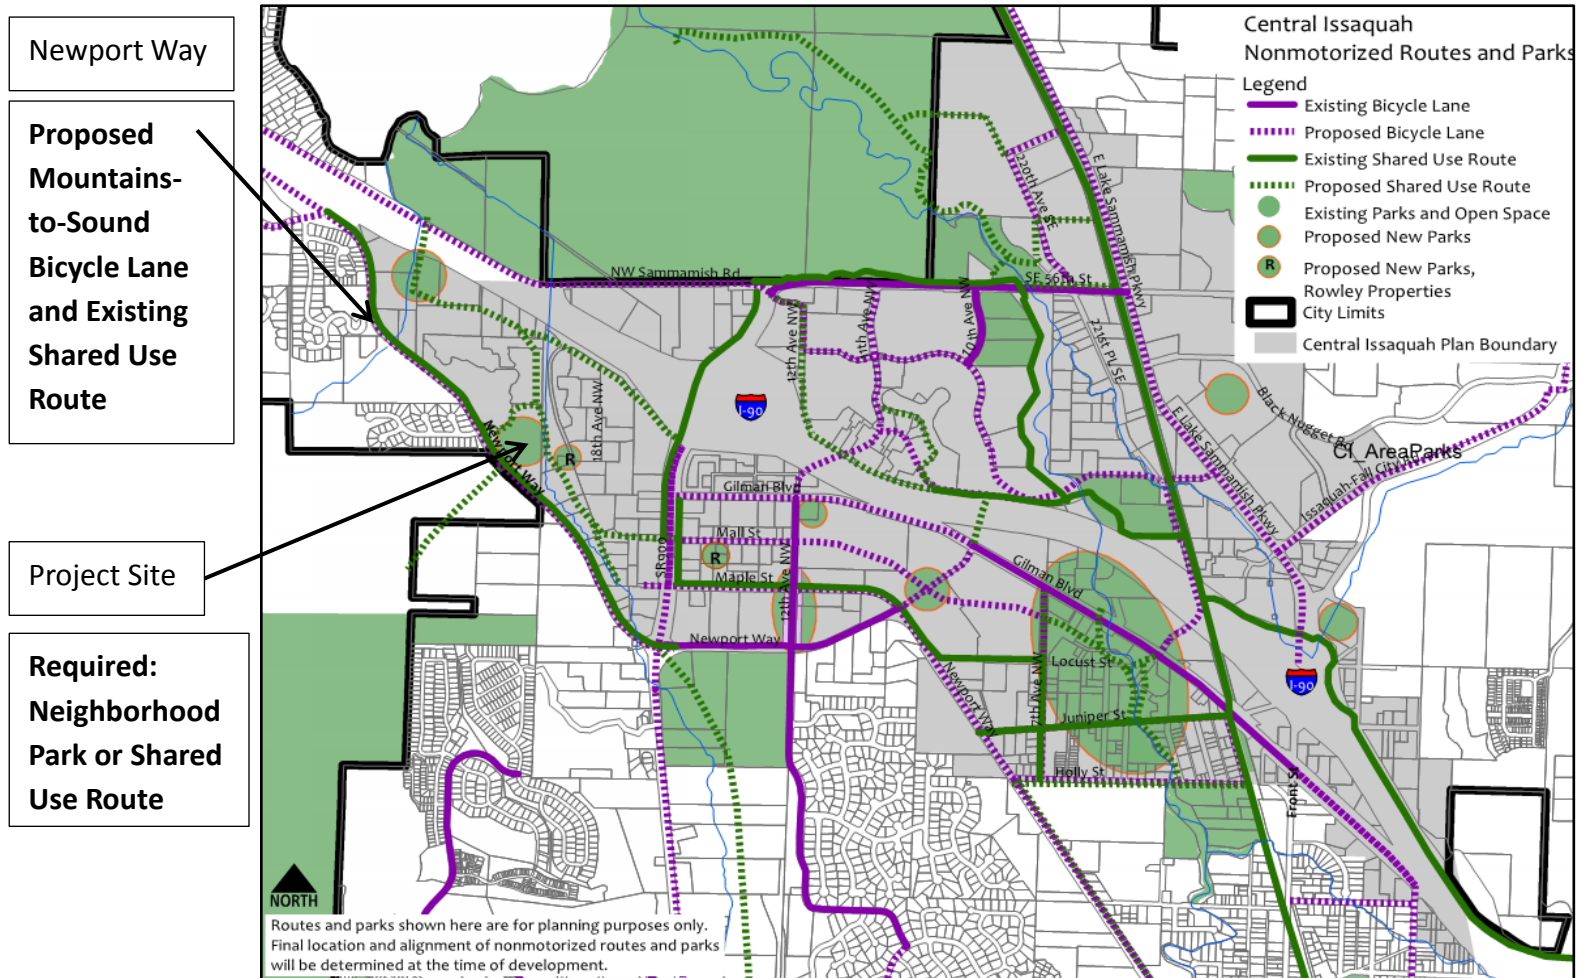 Newport Way
Proposed
Mountains-
to-Sound
Bicycle Lane
and Existing
Shared Use
Route
Project Site
Required:
Neighborhood
Park or Shared
Use Route
Central Issaquah
Nonmotorized Routes and Parks
Legend
Existing Bicycle Lane
Proposed Bicycle Lane
Existing Shared Use Route
Proposed Shared Use Route
Existing Parks and Open Space
Proposed New Parks
R
Proposed New Parks,
Rowley Properties
City Limits
Central Issaquah Plan Boundary
NW Sammamish Rd
SE 56th St
220th Ave SE
E Lake Sammamish Pkwy
221st Pl SE
12th Ave NW
11th Ave NW
10th Ave NW
I-90
18th Ave NW
R
Newport Way
E Lake Sammamish Pkwy
Black Nugget Rd
CI_AreaParks
Issaquah-Fall City Rd
Gilman Blvd
Mall St
SR900
R
Maple St
12th Ave NW
Gilman Blvd
Newport Way
Newport Way
7th Ave NW
Locust St
Juniper St
Holly St
I-90
Front St
NORTH
Routes and parks shown here are for planning purposes only.
Final location and alignment of nonmotorized routes and parks
will be determined at the time of development.